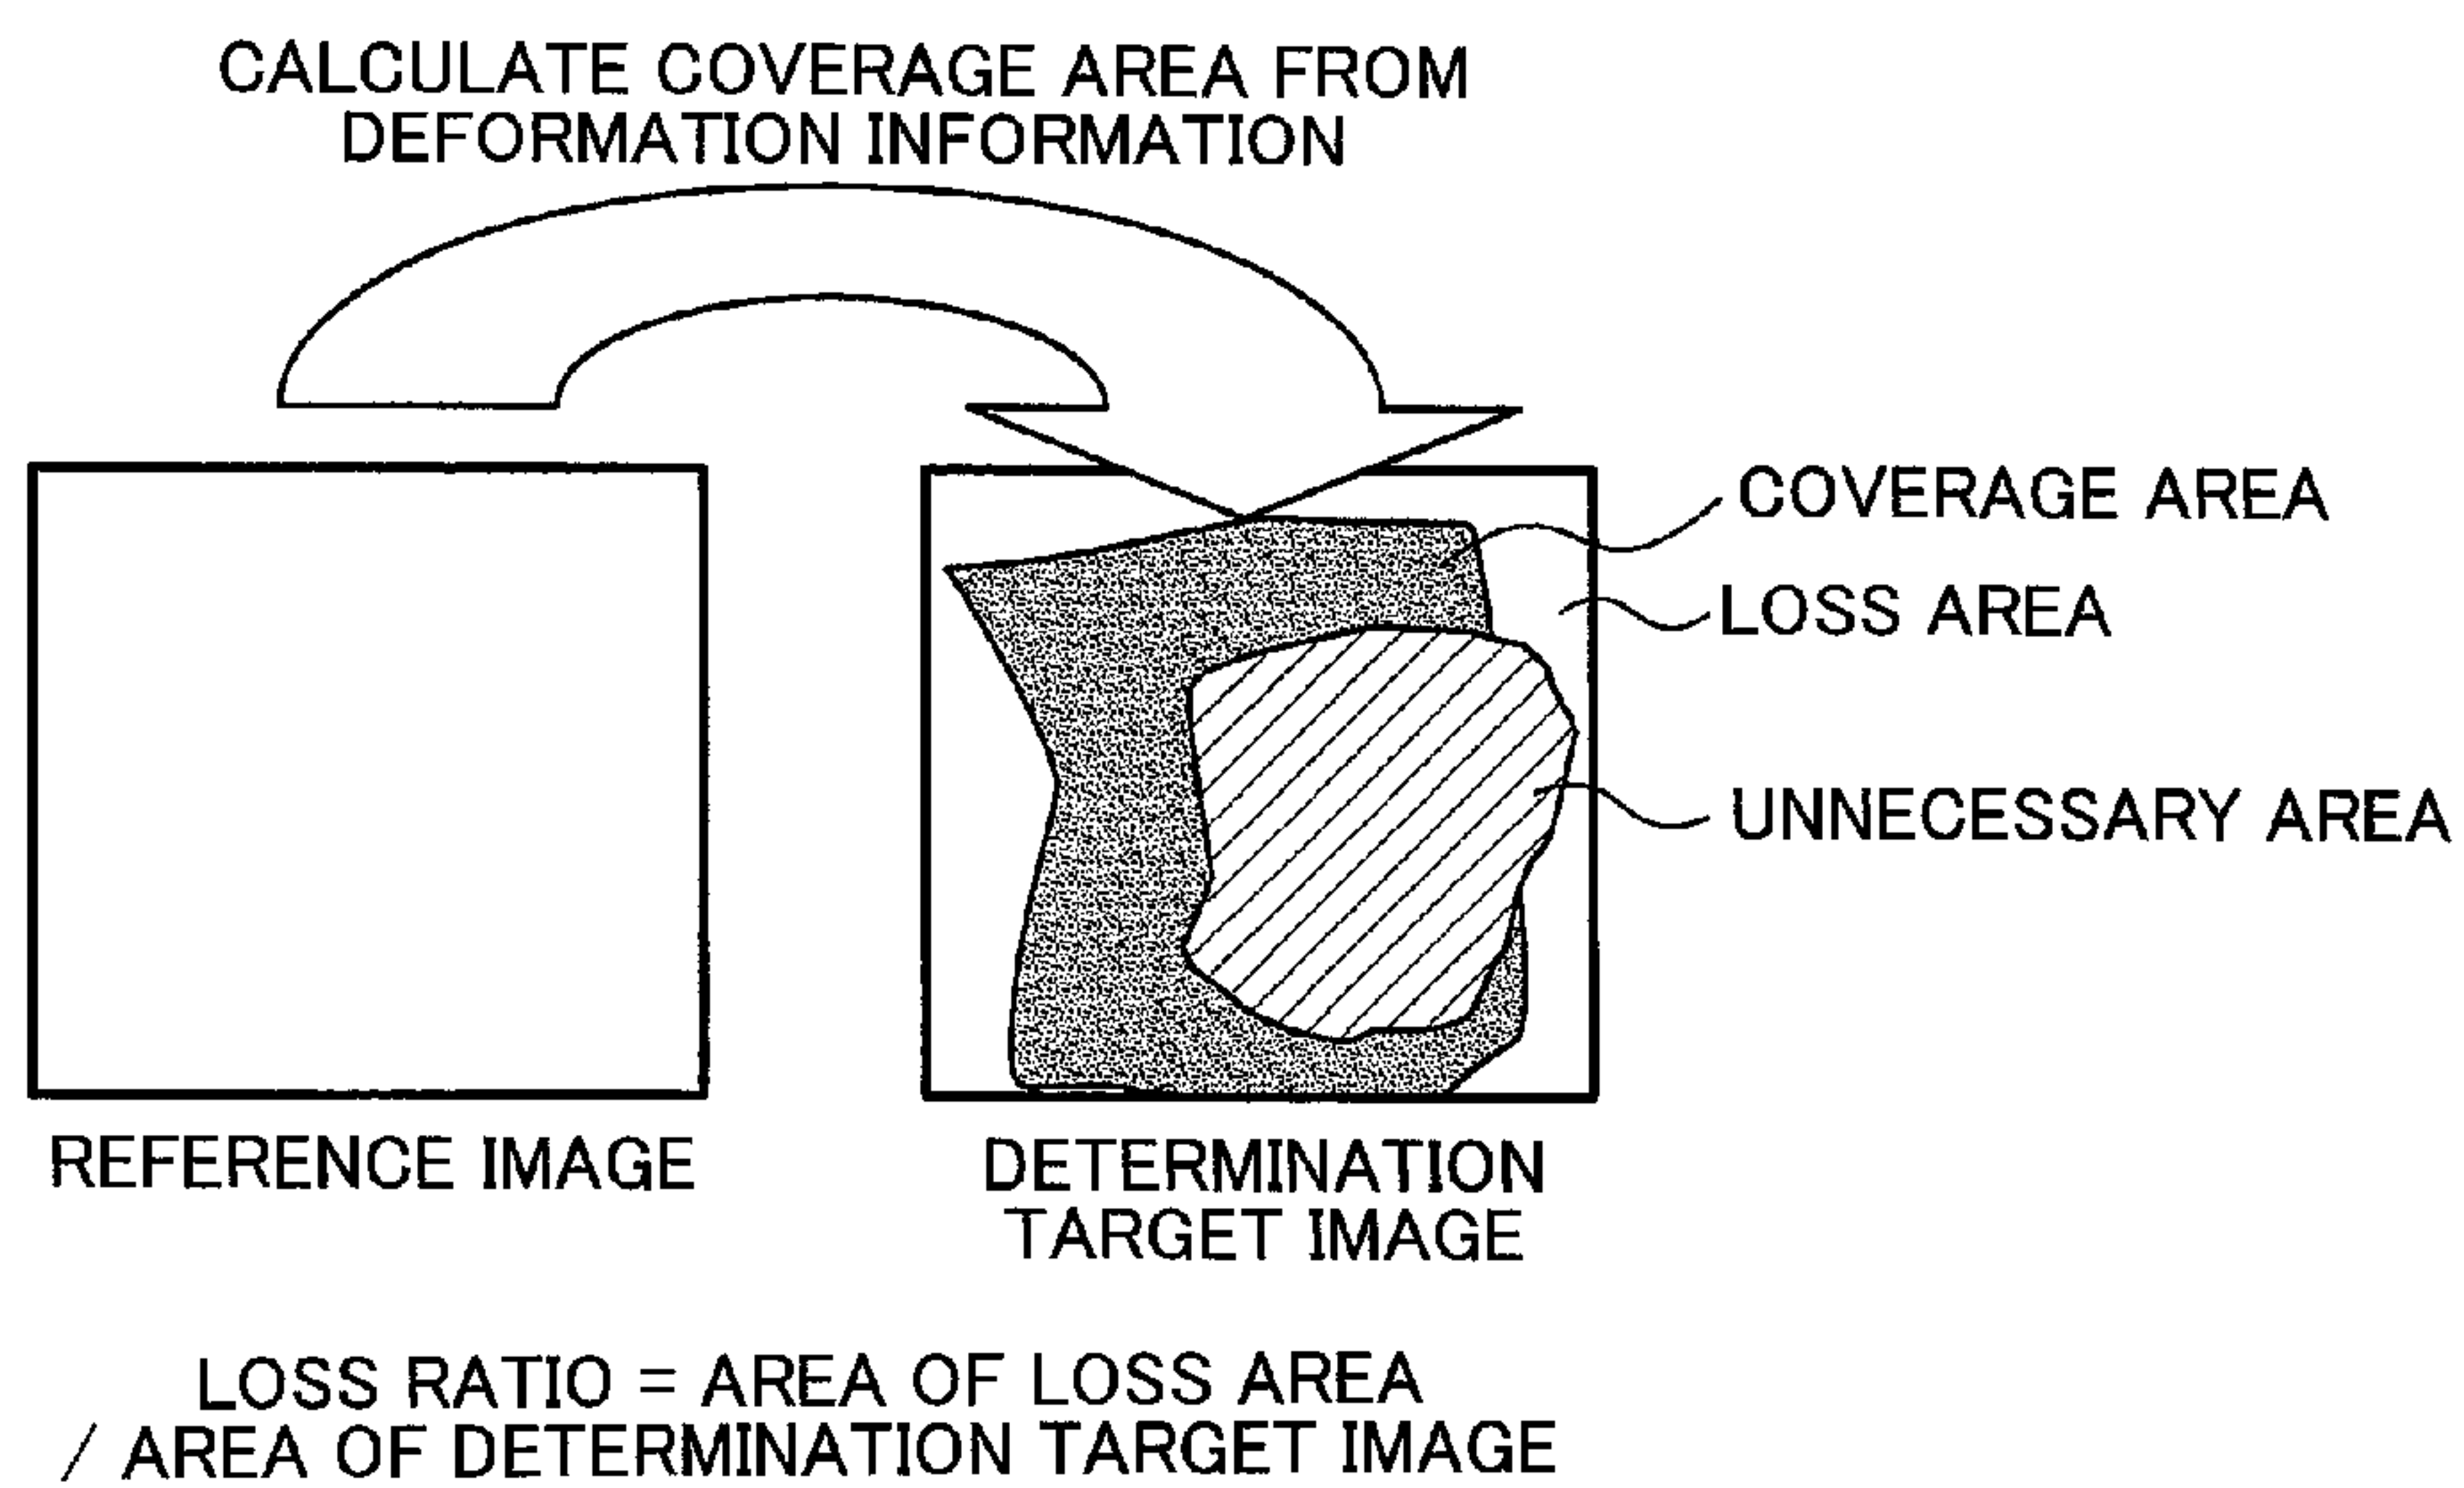 CALCULATE COVERAGE AREA FROM
DEFORMATION INFORMATION
COVERAGE AREA
LOSS AREA
UNNECESSARY AREA
REFERENCE IMAGE
DETERMINATION
TARGET IMAGE
LOSS RATIO = AREA OF LOSS AREA
/ AREA OF DETERMINATION TARGET IMAGE